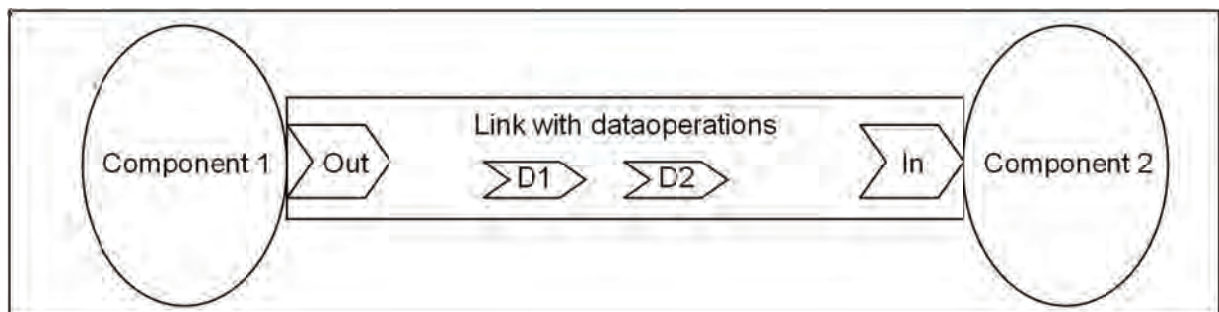 Link with dataoperations
Component 1
Out
D1
D2
In
Component 2